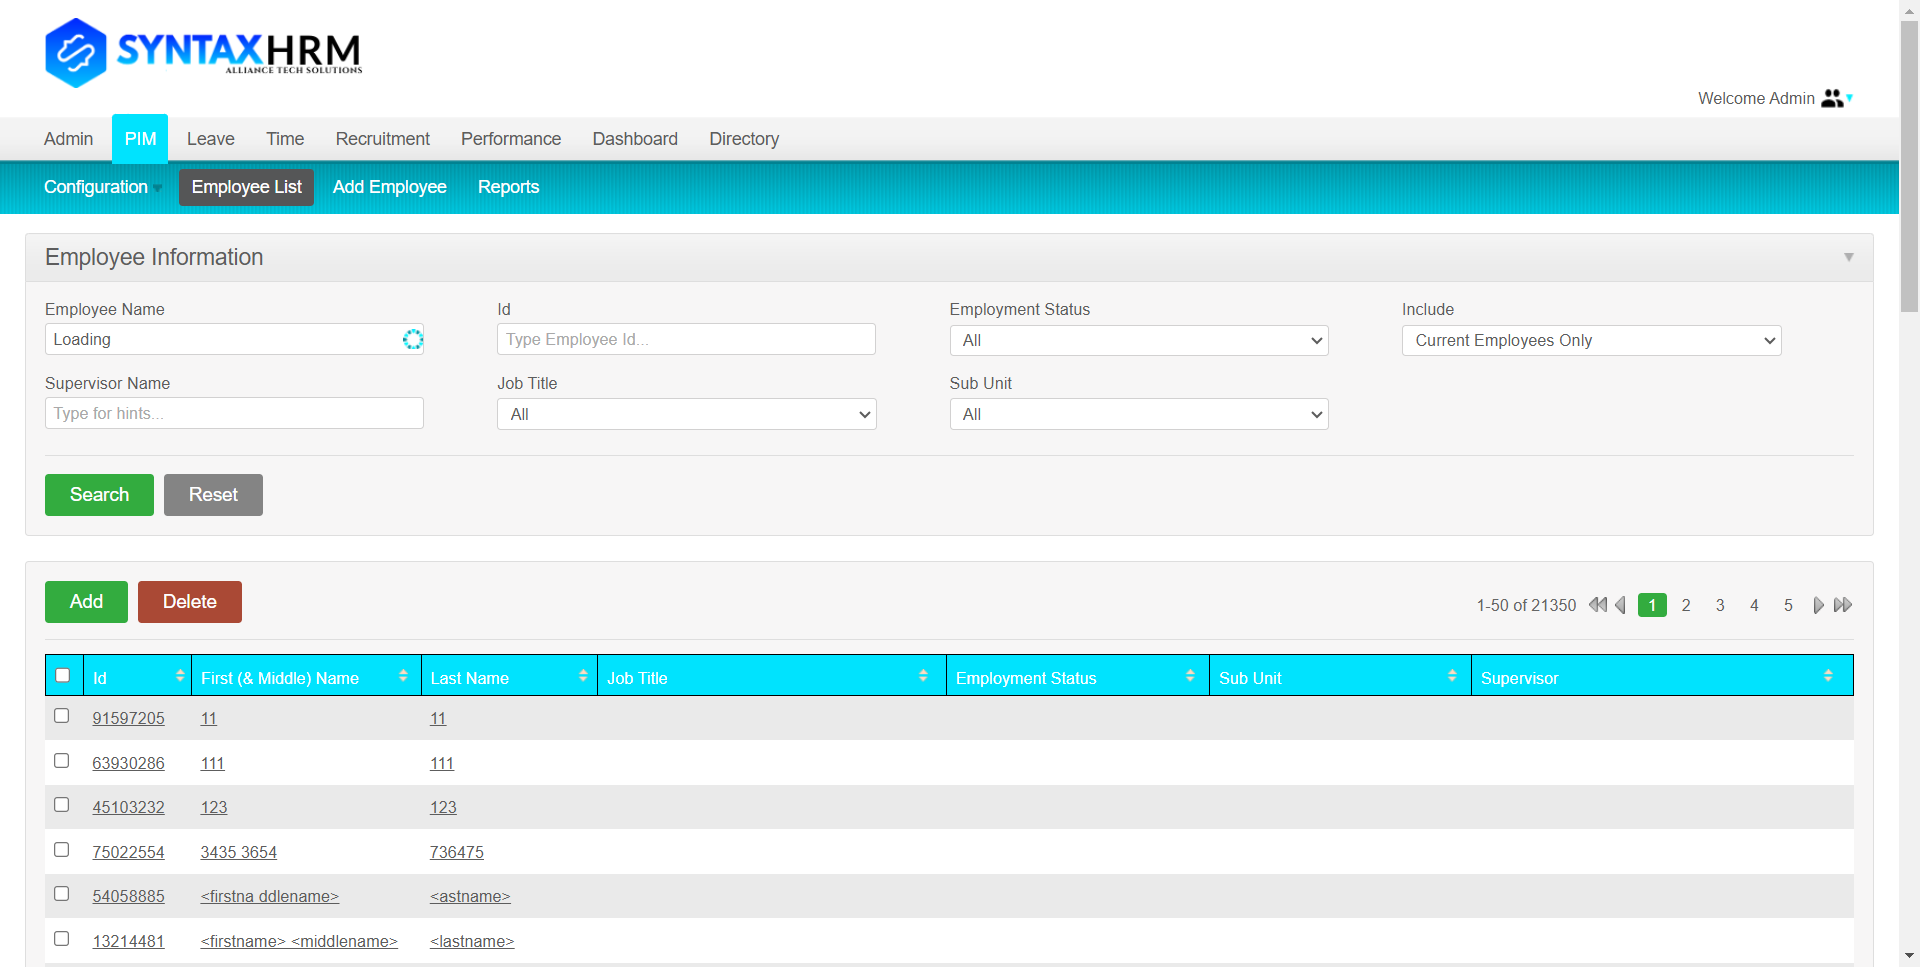 SYNTAXHRM
ALLIANCE TECH SOLUTIONS
Welcome Admin
Admin PIM Leave Time Recruitment Performance Dashboard Directory
Configuration Employee List Add Employee Reports
Employee Information
Employee Name Id Employment Status Include
Loading Type Employee Id... All Current Employees Only
Supervisor Name Job Title Sub Unit
Type for hints... All All
Search Reset
Add Delete 1-50 of 21350 1 2 3 4 5
Id First (& Middle) Name Last Name Job Title Employment Status Sub Unit Supervisor
91597205 11 11
63930286 111 111
45103232 123 123
75022554 3435 3654 736475
54058885 <firstna ddlename> <astname>
13214481 <firstname> <middlename> <lastname>